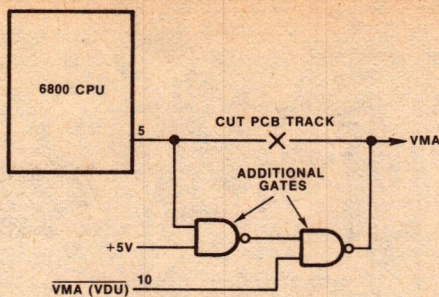 6800 CPU
5
CUT PCB TRACK
VMA
ADDITIONAL
GATES
+5V
VMA (VDU)
10